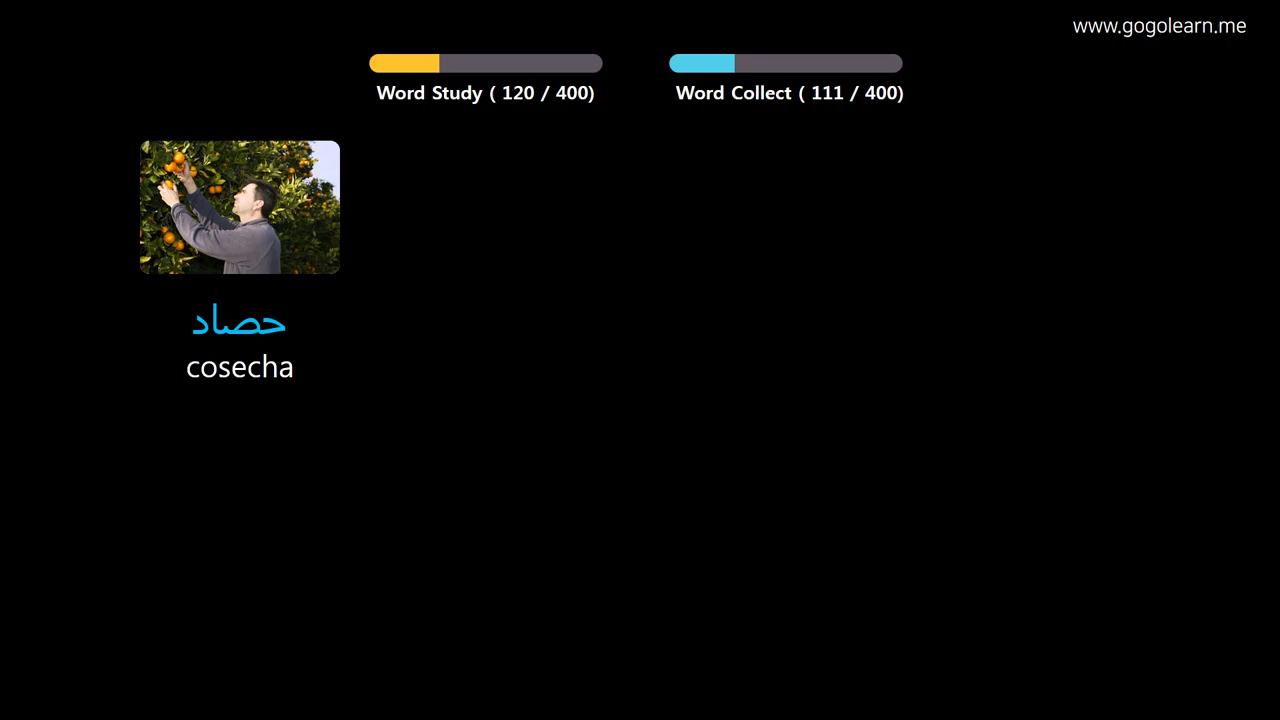 www.gogolearn.me
Word Study ( 120 / 400)
Word Collect ( 111 / 400)
حصاد
cosecha